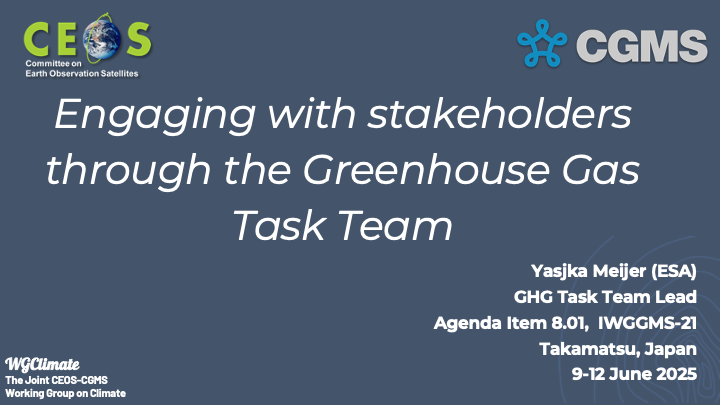 CEOS
Committee on
Earth Observation Satellites
CGMS
Engaging with stakeholders
through the Greenhouse Gas
Task Team
Yasjka Meijer (ESA)
GHG Task Team Lead
Agenda Item 8.01, IWGGMS-21
Takamatsu, Japan
9-12 June 2025
WGClimate
The Joint CEOS-CGMS
Working Group on Climate